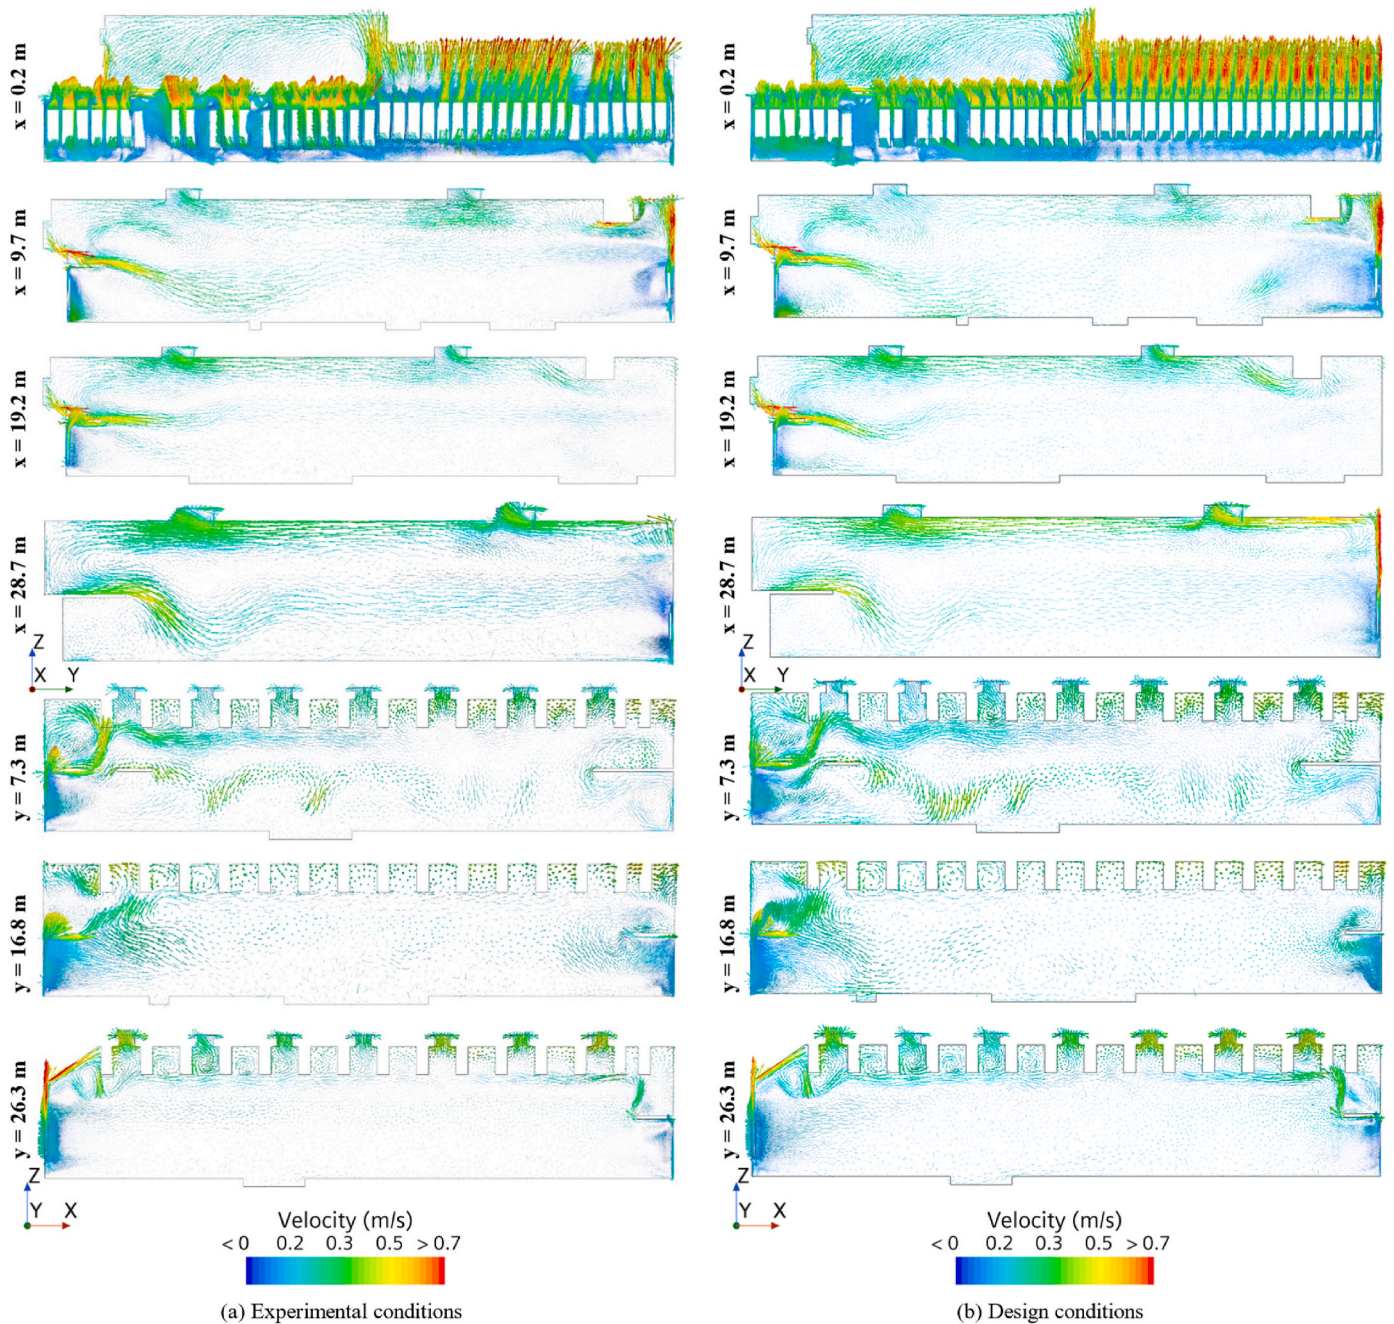 x = 0.2 m
x = 0.2 m
x = 9.7 m
x = 9.7 m
x = 19.2 m
x = 19.2 m
x = 28.7 m
x = 28.7 m
Z
X
Y
Z
X
Y
y = 7.3 m
y = 7.3 m
y = 16.8 m
y = 16.8 m
y = 26.3 m
y = 26.3 m
Z
Y
X
Z
Y
X
Velocity (m/s)
< 0 0.2 0.3 0.5 > 0.7
(a) Experimental conditions
Velocity (m/s)
< 0 0.2 0.3 0.5 > 0.7
(b) Design conditions